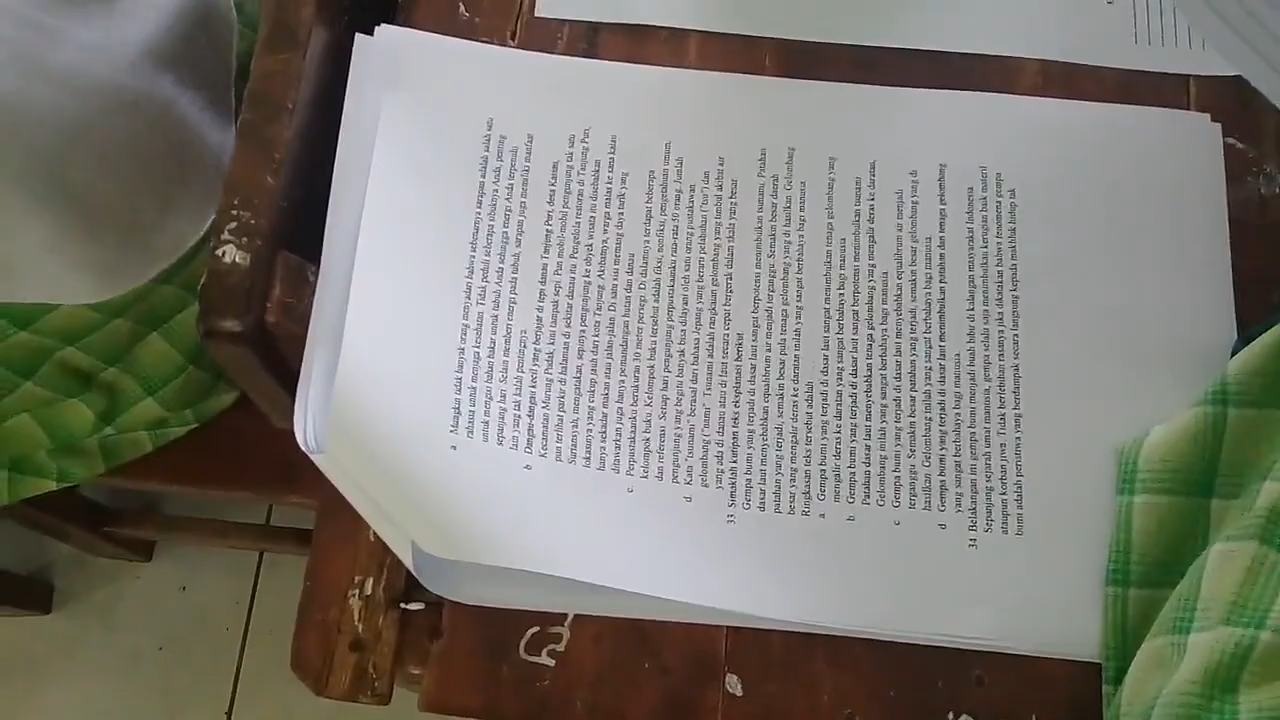 a Mungkin tidak banyak orang menyadari bahwa sebenarnya sarapan adalah salah satu
rahasia untuk menjaga kesehatan Tidak peduli seberapa sibuknya Anda, penting
untuk mengisi bahan bakar untuk tubuh Anda sehingga energi Anda terpenuhi
sepanjang hari. Selain memberi energi pada tubuh, sarapan juga memiliki manfaat
lain yang tak kalah pentingnya.
b Dangau-dangau kecil yang berjajar di tepi danau Tanjung Puri, desa Kasiau,
Kecamatan Murung Pudak, kini tampak sepi. Pun mobil-mobil pengunjung tak satu
pun terlihat parkir di halaman di sekitar danau itu. Pengelola restoran di Tanjung Puri,
mengatakan, sepinya pengunjung ke obyek wisata itu disebabkan
lokasinya yang cukup jauh dari kota Tanjung. Akibatnya, warga malas ke sana kalau
hanya sekadar makan atau jalan-jalan. Di satu sisi memang daya tarik yang
ditawarkan juga hanya pemandangan hutan dan danau
c. Perpustakaanku berukuran 30 meter persegi Di dalamnya terdapat beberapa
kelompok buku. Kelompok buku tersebut adalah fiksi, nonfiksi, pengetahuan umum,
dan referensi Setiap hari pengunjung perpustakaanku rata-rata 50 orang. Jumlah
pengunjung yang begitu banyak bisa dilayani oleh satu orang pustakawan
d. Kata "tsunami" berasal dari bahasa Jepang yang berarti pelabuhan ("tsu") dan
gelombang ("nami") Tsunami adalah rangkaian gelombang yang timbul akibat air
yang ada di danau atau di laut secara cepat bergerak dalam skala yang besar
33 Simaklah kutipan teks eksplanasi berikut
Gempa bumi yang terjadi di dasar laut sangat berpotensi menimbulkan tsunami. Patahan
dasar laut menyebabkan equilibrium air menjadi terganggu. Semakin besar daerah
patahan yang terjadi, semakin besar pula tenaga gelombang yang di hasilkan Gelombang
besar yang mengalir deras ke daratan inilah yang sangat berbahaya bagi manusia
Ringkasan teks tersebut adalah
a Gempa bumi yang terjadi di dasar laut sangat menimbulkan tenaga gelombang yang
mengalir deras ke daratan yang sangat berbahaya bagi manusia
b Gempa bumi yang terjadi di dasar laut sangat berpotensi menimbulkan tsunami
Patahan dasar laut menyebabkan tenaga gelombang yang mengalir deras ke daratan,
Gelombang inilah yang sangat berbahaya bagi manusia
c Gempa bumi yang terjadi di dasar laut menyebabkan equilibrium air menjadi
terganggu Semakin besar patahan yang terjadi, semakin besar gelombang yang di
hasilkan Gelombang inilah yang sangat berbahaya bagi manusia
d Gempa bumi yang terjadi di dasar laut menimbulkan patahan dan tenaga gelombang
yang sangat berbahaya bagi manusia
34 Belakangan ini gempa bumi menjadi buah bibir di kalangan masyarakat Indonesia
Sepanjang sejarah umat manusia, gempa selalu saja menimbulkan kerugian baik materi
ataupun korban jiwa. Tidak berlebihan rasanya jika dikatakan bahwa fenomena gempa
bumi adalah peristiwa yang berdampak secara langsung kepada makhluk hidup tak